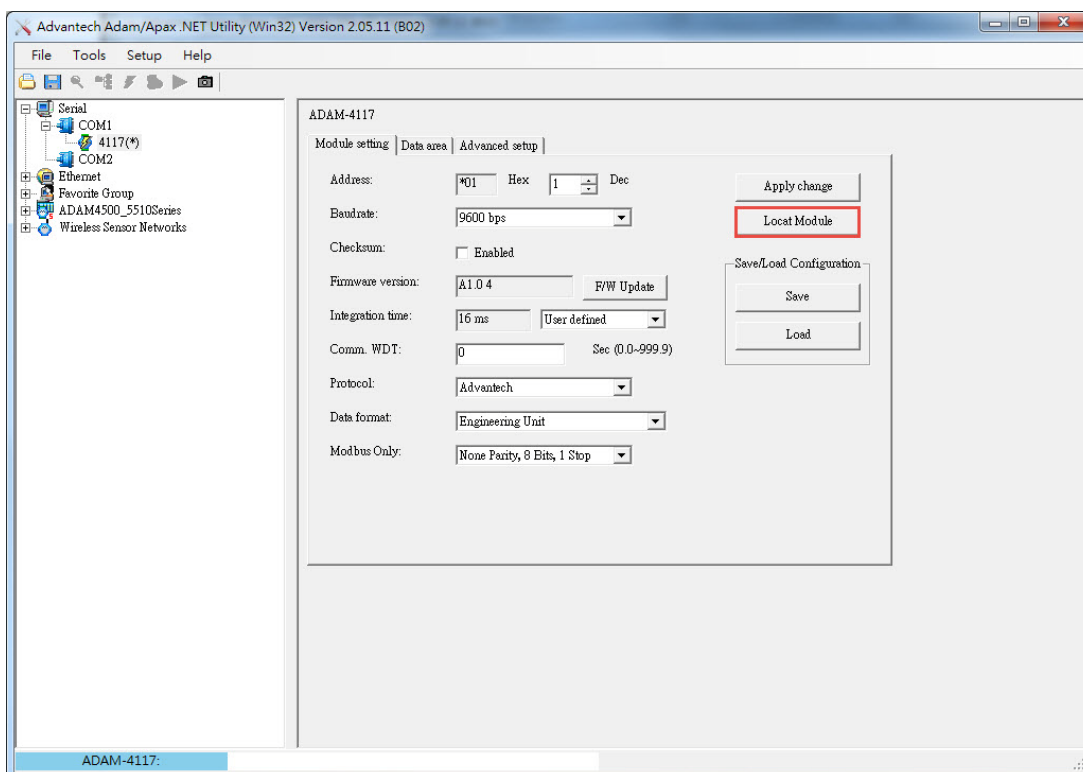 Advantech Adam/Apax .NET Utility (Win32) Version 2.05.11 (B02)
File Tools Setup Help
Serial
COM1
4117(*)
COM2
Ethernet
Favorite Group
ADAM4500_5510Series
Wireless Sensor Networks
ADAM-4117
Module setting Data area Advanced setup
Address: *01 Hex 1 Dec
Baudrate: 9600 bps
Checksum: Enabled
Firmware version: A1.04 F/W Update
Integration time: 16 ms User defined
Comm. WDT: 0 Sec (0.0~999.9)
Protocol: Advantech
Data format: Engineering Unit
Modbus Only: None Parity, 8 Bits, 1 Stop
Apply change
Locat Module
Save/Load Configuration
Save
Load
ADAM-4117: